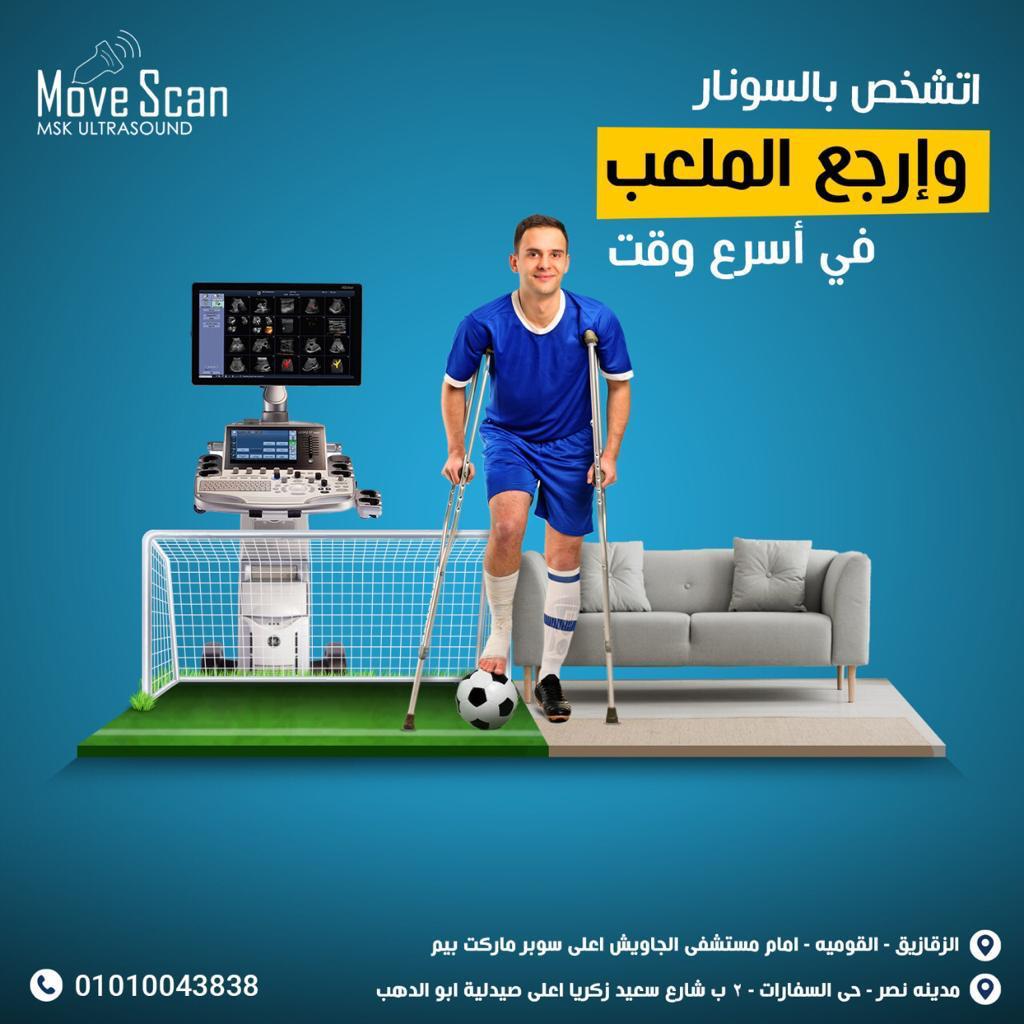 Move Scan
MSK ULTRASOUND
اتشخص بالسونار
وإرجع الملعب
في أسرع وقت
الزقازيق - القوميه - امام مستشفى الجاويش اعلى سوبر ماركت بيم
مدينه نصر - حى السفارات - ٢ ب شارع سعيد زكريا اعلى صيدلية ابو الدهب
01010043838